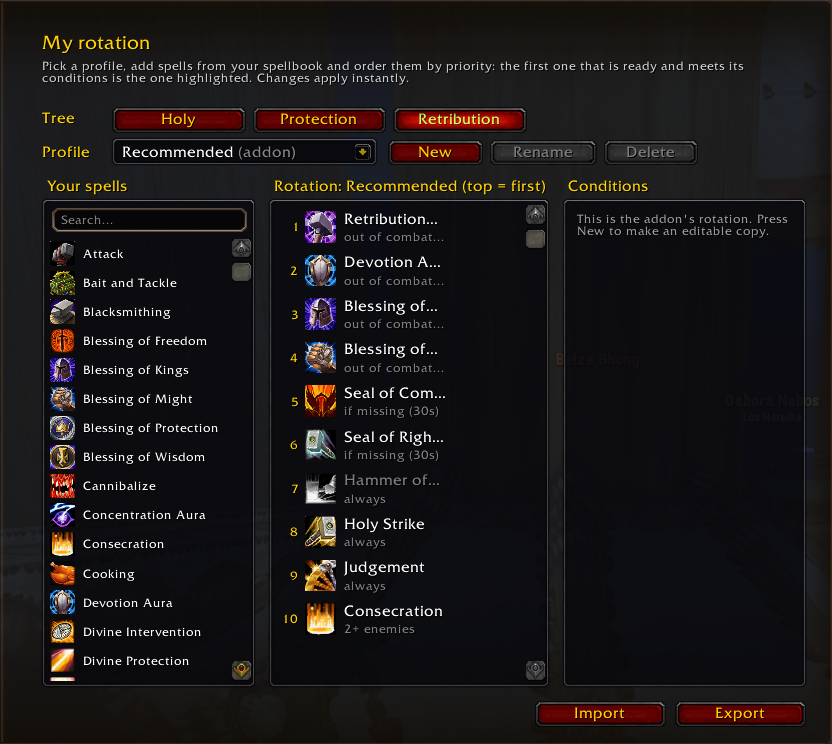 My rotation
Pick a profile, add spells from your spellbook and order them by priority: the first one that is ready and meets its
conditions is the one highlighted. Changes apply instantly.
Tree
Holy
Protection
Retribution
Profile
Recommended (addon)
New
Rename
Delete
Your spells
Search...
Attack
Bait and Tackle
Blacksmithing
Blessing of Freedom
Blessing of Kings
Blessing of Might
Blessing of Protection
Blessing of Wisdom
Cannibalize
Concentration Aura
Consecration
Cooking
Devotion Aura
Divine Intervention
Divine Protection
Rotation: Recommended (top = first)
1 Retribution...
out of combat...
2 Devotion A...
out of combat...
3 Blessing of...
out of combat...
4 Blessing of...
out of combat...
5 Seal of Com...
if missing (30s)
6 Seal of Righ...
if missing (30s)
7 Hammer of...
always
8 Holy Strike
always
9 Judgement
always
10 Consecration
2+ enemies
Conditions
This is the addon's rotation. Press
New to make an editable copy.
Import
Export